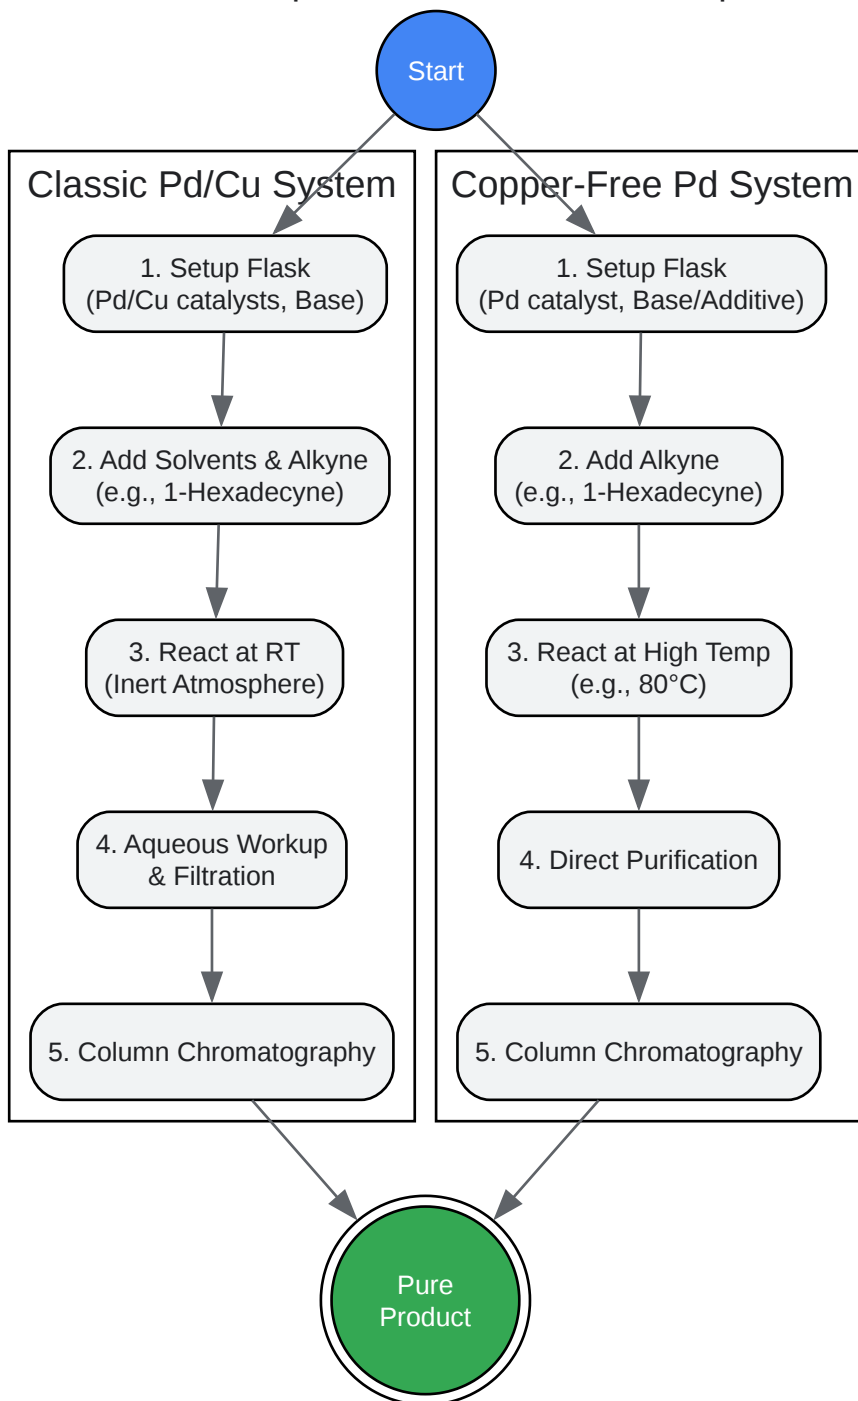 Start
Classic Pd/Cu System
1. Setup Flask
(Pd/Cu catalysts, Base)
2. Add Solvents & Alkyne
(e.g., 1-Hexadecyne)
3. React at RT
(Inert Atmosphere)
4. Aqueous Workup
& Filtration
5. Column Chromatography
Copper-Free Pd System
1. Setup Flask
(Pd catalyst, Base/Additive)
2. Add Alkyne
(e.g., 1-Hexadecyne)
3. React at High Temp
(e.g., 80°C)
4. Direct Purification
5. Column Chromatography
Pure
Product